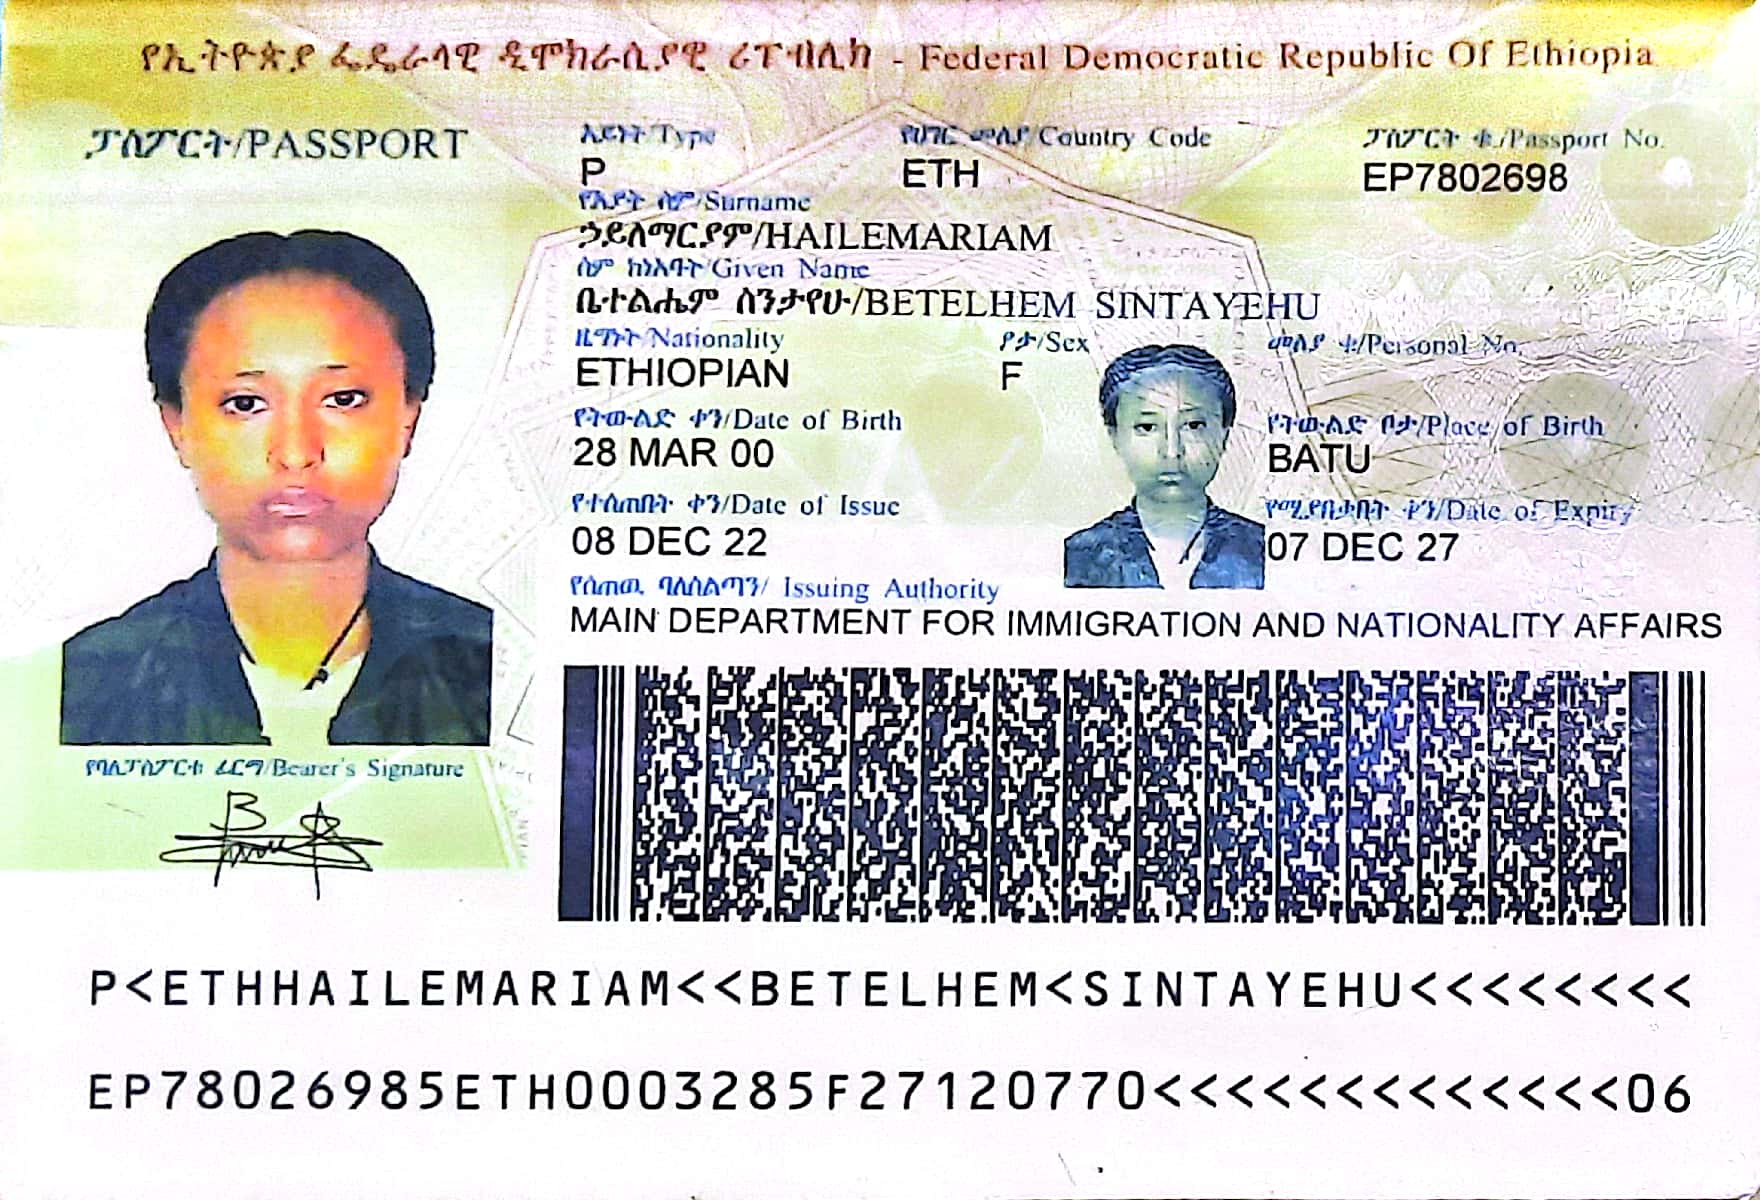 የኢትዮጵያ ፌዴራላዊ ዲሞክራሲያዊ ሪፐብሊክ - Federal Democratic Republic Of Ethiopia
ፓስፖርት/PASSPORT
አይነት/Type
የሀገር መለያ/Country Code
ፓስፖርት ቁ./Passport No.
P
ETH
EP7802698
የአያት ስም/Surname
ኃይለማርያም/HAILEMARIAM
ስም ከነአባት/Given Name
ቤተልሔም ስንታየሁ/BETELHEM SINTAYEHU
ዜግነት/Nationality
ፆታ/Sex
መለያ ቁ./Personal No.
ETHIOPIAN
F
የትውልድ ቀን/Date of Birth
የትውልድ ቦታ/Place of Birth
28 MAR 00
BATU
የተሰጠበት ቀን/Date of Issue
የሚያበቃበት ቀን/Date of Expiry
08 DEC 22
07 DEC 27
የሰጠው ባለስልጣን/ Issuing Authority
MAIN DEPARTMENT FOR IMMIGRATION AND NATIONALITY AFFAIRS
የባለፓስፖርቱ ፊርማ/Bearer's Signature
P<ETHHAILEMARIAM<<BETELHEM<SINTAYEHU<<<<<<<<
EP78026985ETH0003285F27120770<<<<<<<<<<<<<06